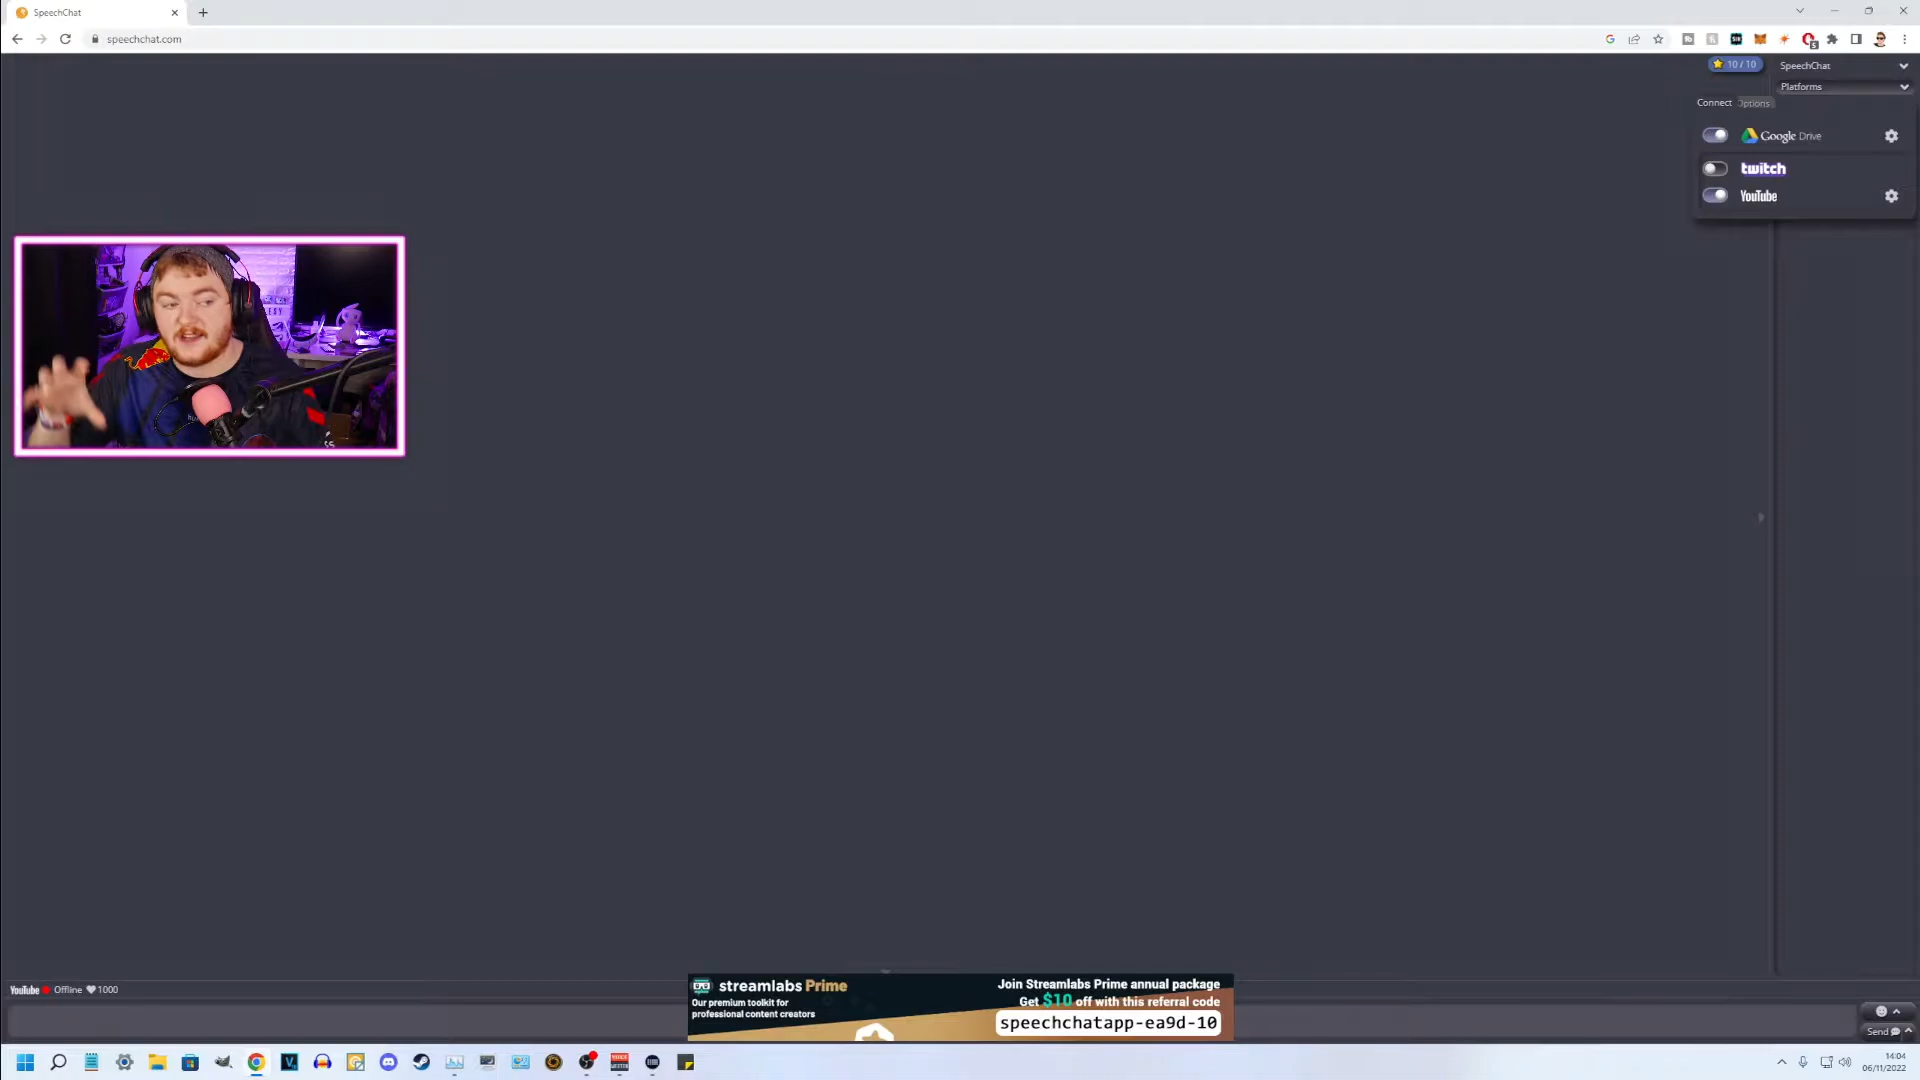 SpeechChat
speechchat.com
10 / 10
SpeechChat
Platforms
Connect
Options
Google Drive
twitch
YouTube
YouTube Offline 1000
streamlabs Prime
Our premium toolkit for
professional content creators
Join Streamlabs Prime annual package
Get $10 off with this referral code
speechchatapp-ea9d-10
Send
14:04
06/11/2022